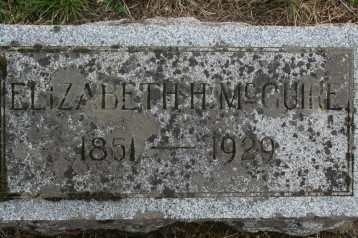 ELIZABETH H. McGUIRE
1851 — 1929